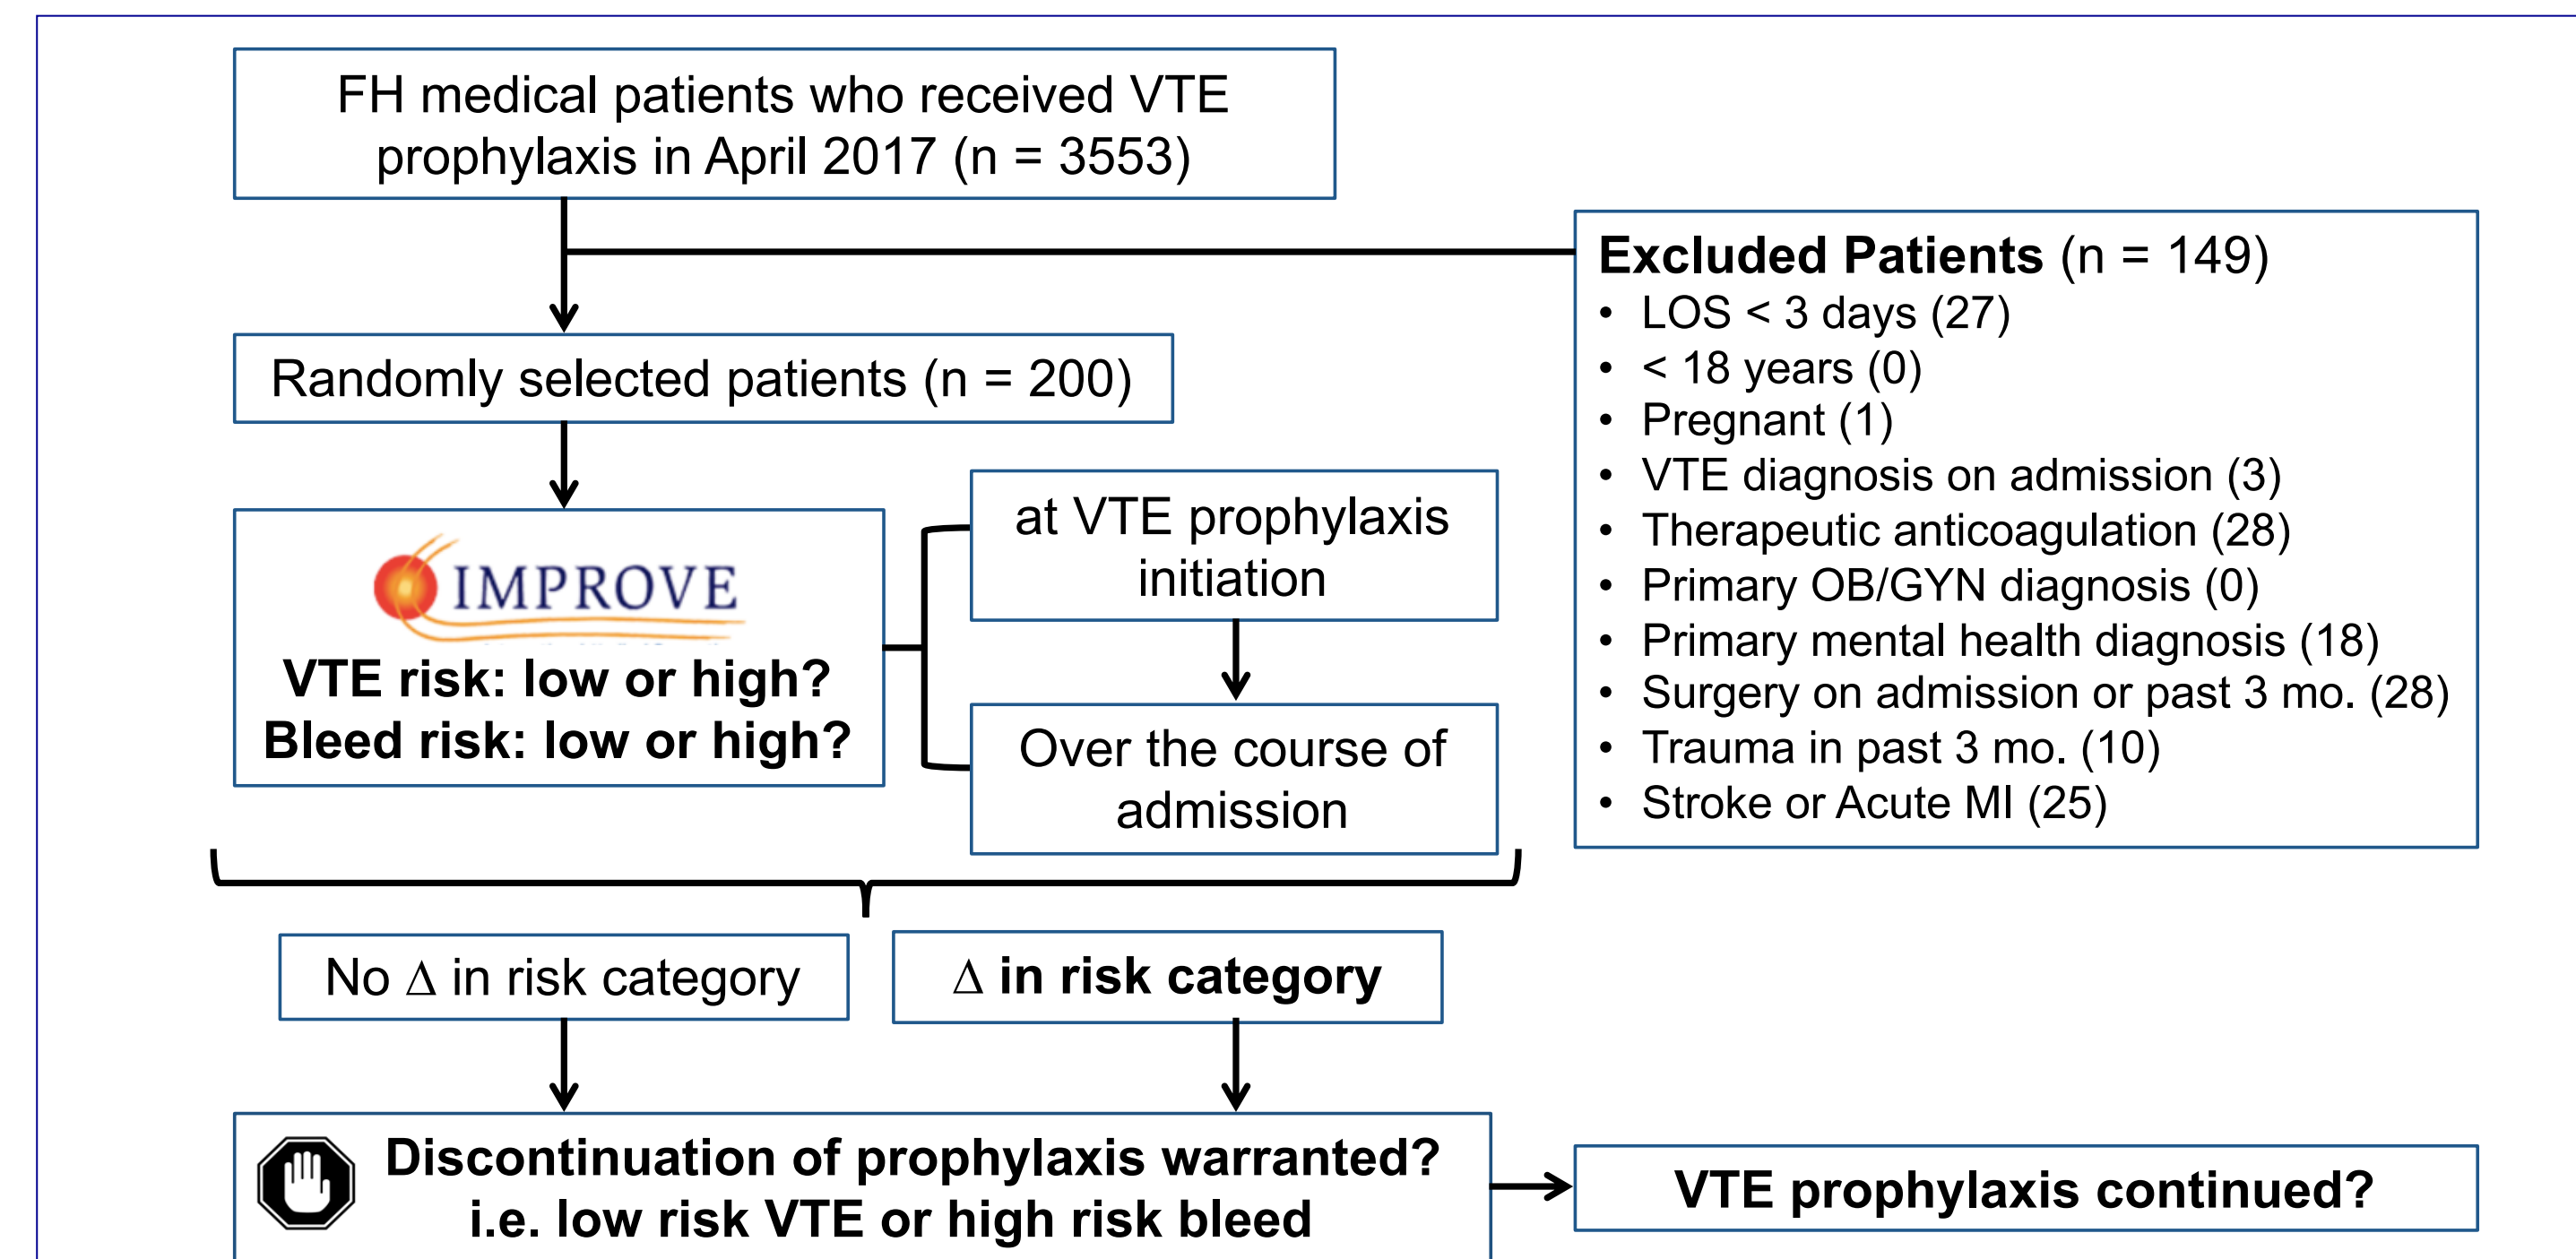 FH medical patients who received VTE
prophylaxis in April 2017 (n = 3553)
Excluded Patients (n = 149)
• LOS < 3 days (27)
• < 18 years (0)
• Pregnant (1)
• VTE diagnosis on admission (3)
• Therapeutic anticoagulation (28)
• Primary OB/GYN diagnosis (0)
• Primary mental health diagnosis (18)
• Surgery on admission or past 3 mo. (28)
• Trauma in past 3 mo. (10)
• Stroke or Acute MI (25)
Randomly selected patients (n = 200)
IMPROVE
VTE risk: low or high?
Bleed risk: low or high?
at VTE prophylaxis
initiation
Over the course of
admission
No Δ in risk category
Δ in risk category
Discontinuation of prophylaxis warranted?
i.e. low risk VTE or high risk bleed
VTE prophylaxis continued?